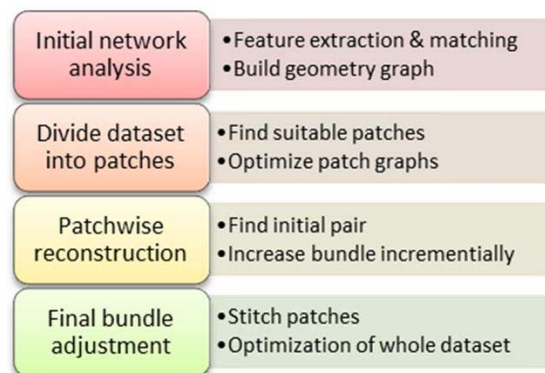 Initial network
analysis
•Feature extraction & matching
•Build geometry graph
Divide dataset
into patches
•Find suitable patches
•Optimize patch graphs
Patchwise
reconstruction
•Find initial pair
•Increase bundle incrementially
Final bundle
adjustment
•Stitch patches
•Optimization of whole dataset